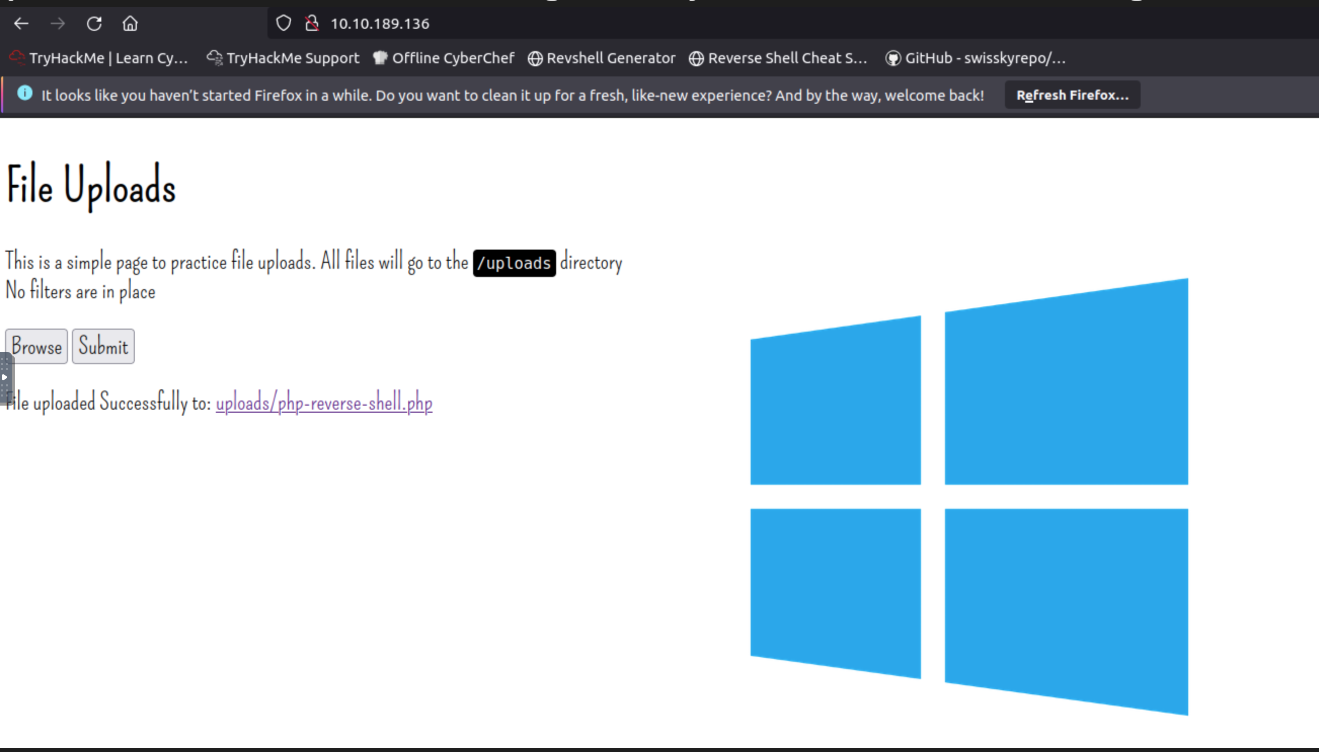 10.10.189.136
TryHackMe | Learn Cy... TryHackMe Support Offline CyberChef Revshell Generator Reverse Shell Cheat S... GitHub - swisskyrepo/...
It looks like you haven't started Firefox in a while. Do you want to clean it up for a fresh, like-new experience? And by the way, welcome back! Refresh Firefox...
File Uploads
This is a simple page to practice file uploads. All files will go to the /uploads directory
No filters are in place
Browse Submit
File uploaded Successfully to: uploads/php-reverse-shell.php